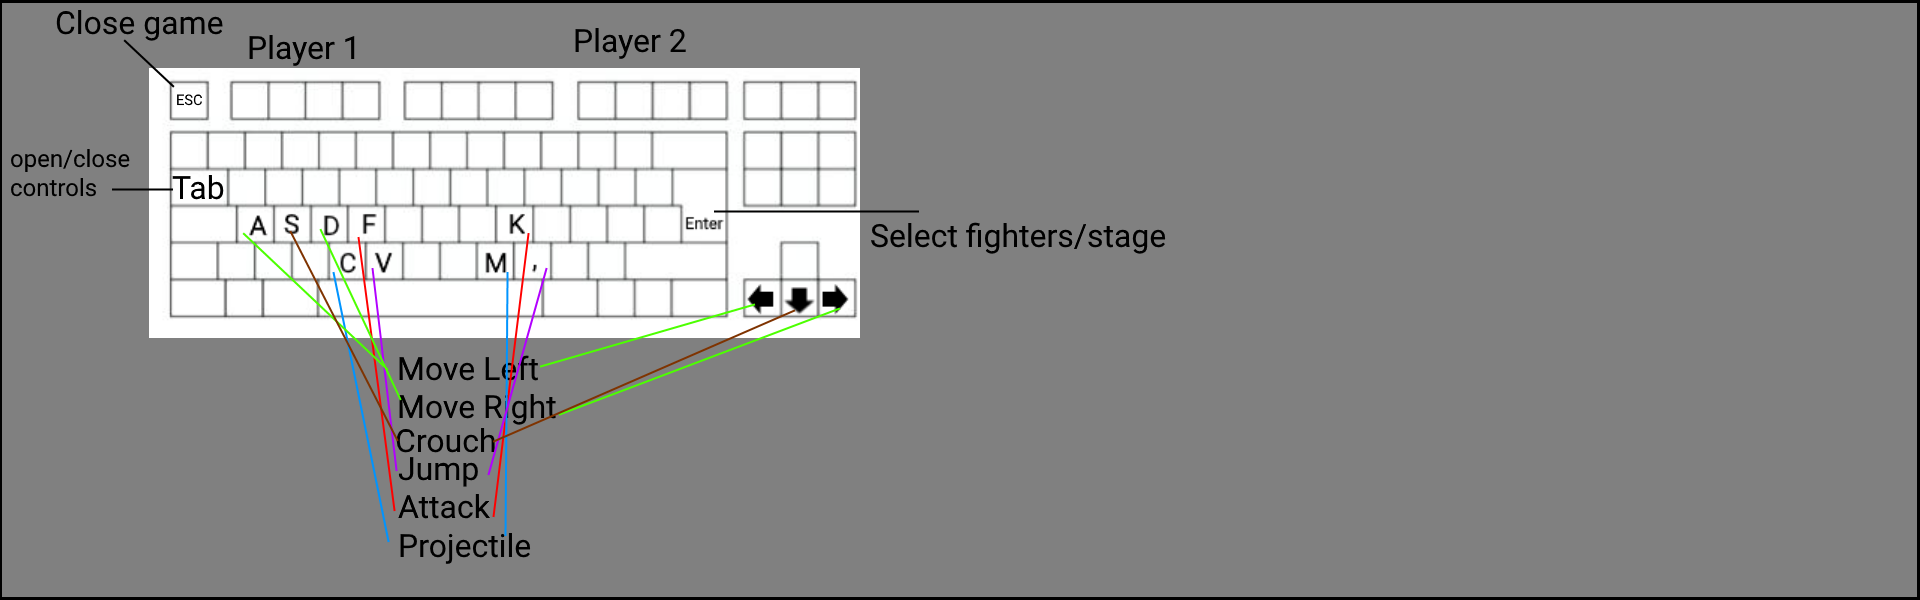 Close game
Player 1
Player 2
ESC
open/close
controls
Tab
A S D F K Enter
C V M ,
Select fighters/stage
Move Left
Move Right
Crouch
Jump
Attack
Projectile